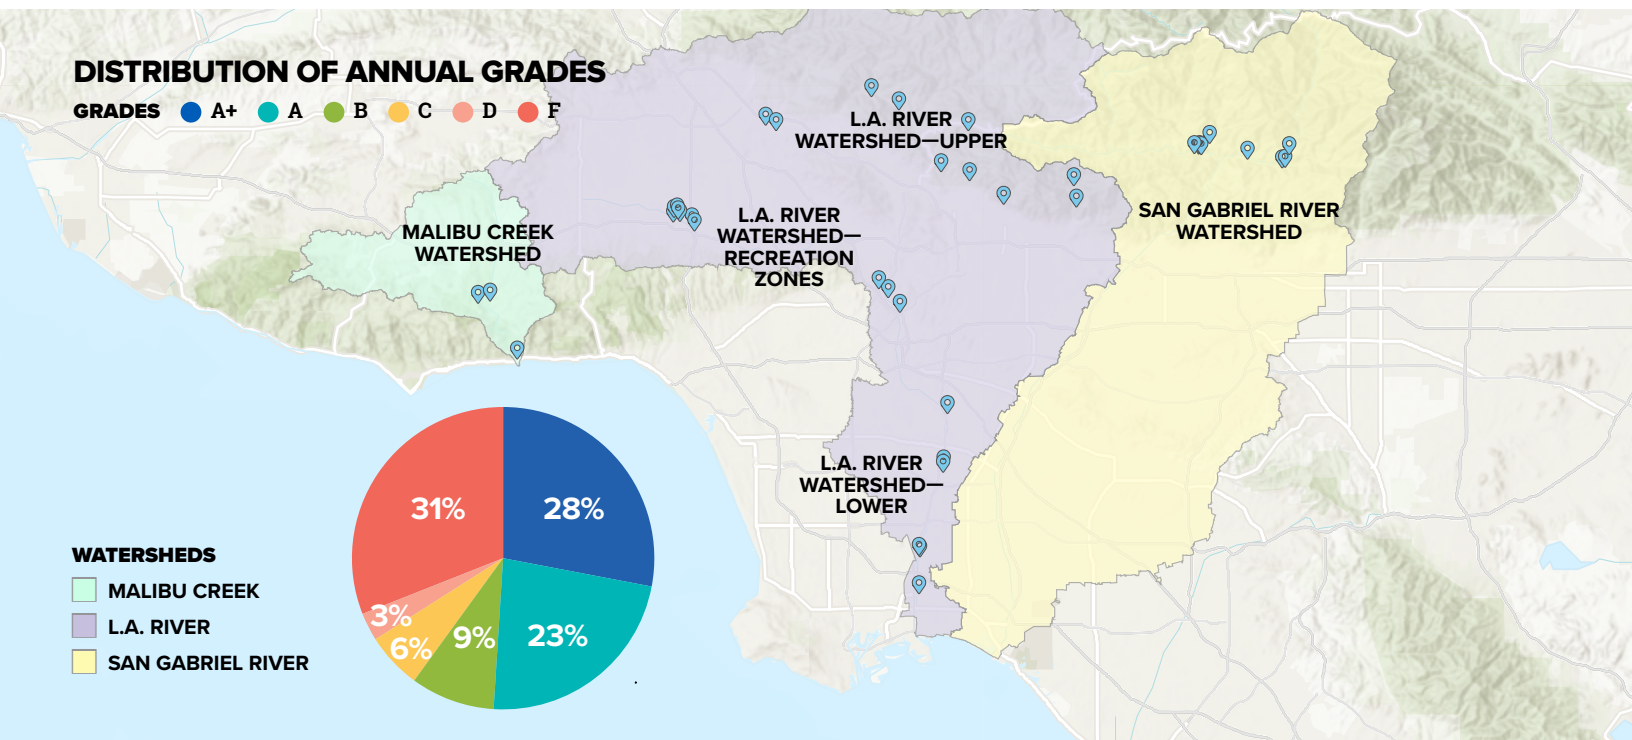 DISTRIBUTION OF ANNUAL GRADES
GRADES A+ A B C D F
L.A. RIVER
WATERSHED—UPPER
MALIBU CREEK
WATERSHED
L.A. RIVER
WATERSHED—
RECREATION
ZONES
SAN GABRIEL RIVER
WATERSHED
L.A. RIVER
WATERSHED—
LOWER
31%
28%
3%
6%
9%
23%
WATERSHEDS
MALIBU CREEK
L.A. RIVER
SAN GABRIEL RIVER